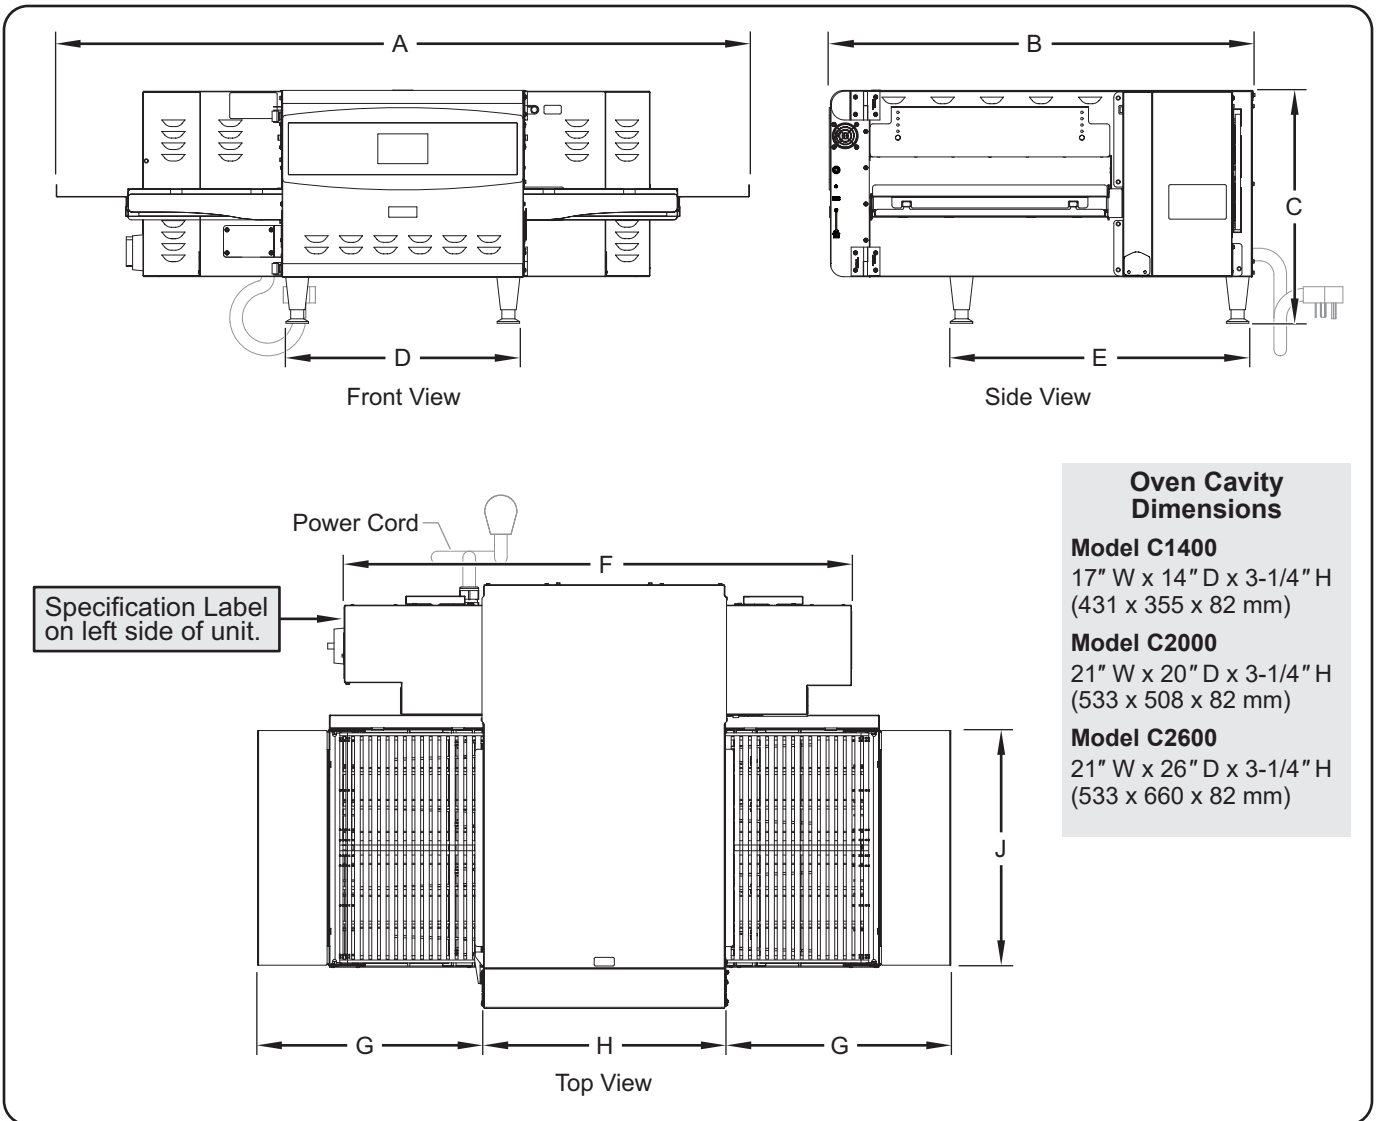 A
B
C
D
E
Front View
Side View
Power Cord
F
Specification Label
on left side of unit.
J
G
H
G
Top View
Oven Cavity
Dimensions
Model C1400
17″ W x 14″ D x 3-1/4″ H
(431 x 355 x 82 mm)
Model C2000
21″ W x 20″ D x 3-1/4″ H
(533 x 508 x 82 mm)
Model C2600
21″ W x 26″ D x 3-1/4″ H
(533 x 660 x 82 mm)